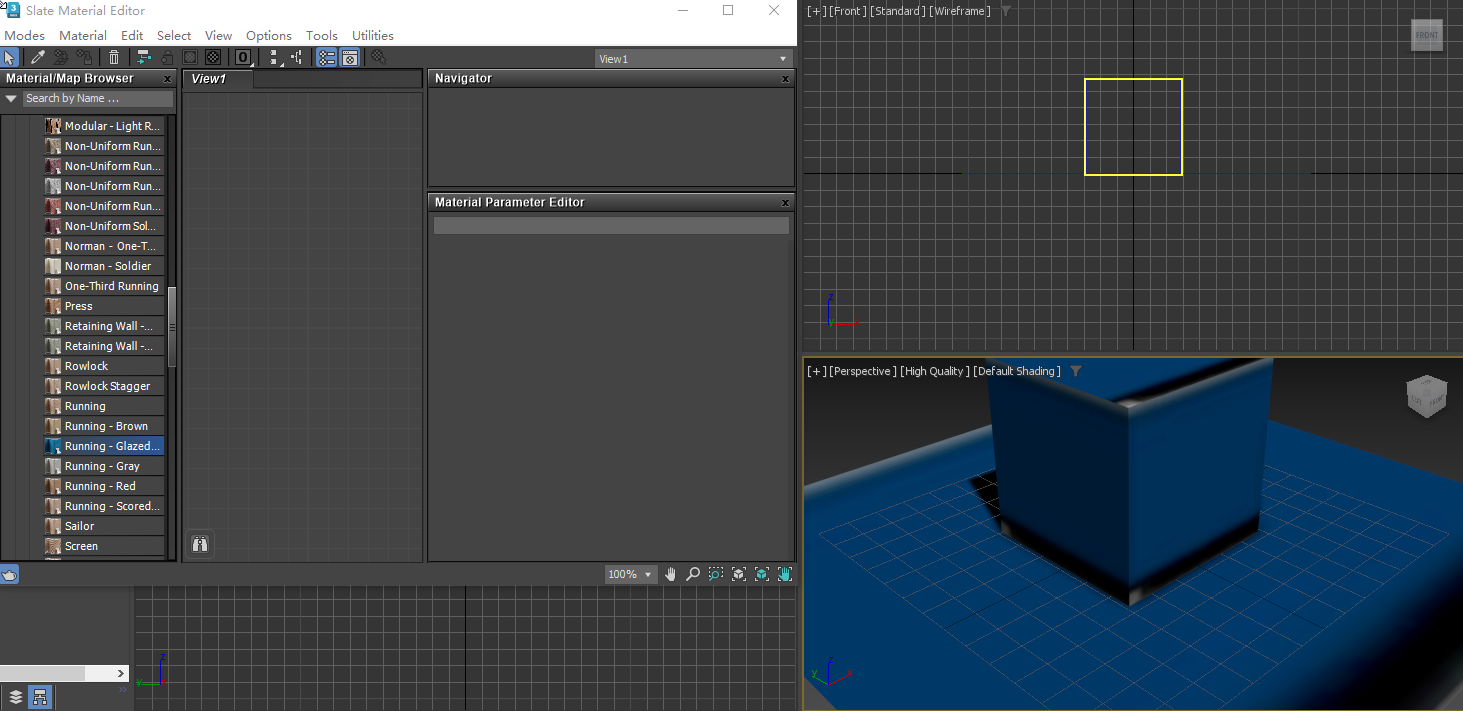 Slate Material Editor
Modes Material Edit Select View Options Tools Utilities
View1
Material/Map Browser
Search by Name ...
Modular - Light R...
Non-Uniform Run...
Non-Uniform Run...
Non-Uniform Run...
Non-Uniform Run...
Non-Uniform Sol...
Norman - One-T...
Norman - Soldier
One-Third Running
Press
Retaining Wall -...
Retaining Wall -...
Rowlock
Rowlock Stagger
Running
Running - Brown
Running - Glazed...
Running - Gray
Running - Red
Running - Scored...
Sailor
Screen
View1
Navigator
Material Parameter Editor
100%
z
y
[+] [Front] [Standard] [Wireframe]
FRONT
z
[+] [Perspective] [High Quality] [Default Shading]
LEFT FRONT
z
y